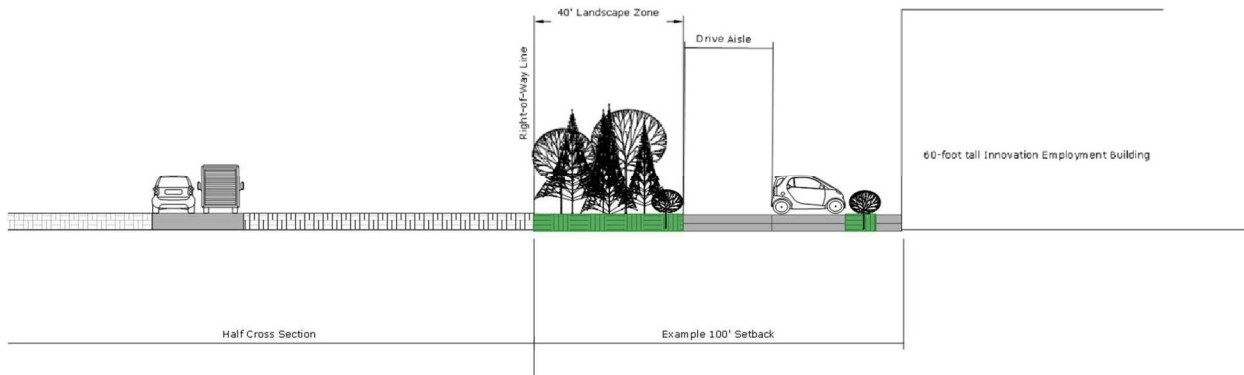 40' Landscape Zone
Drive Aisle
Right-of-Way Line
60-foot tall Innovation Employment Building
Half Cross Section
Example 100' Setback